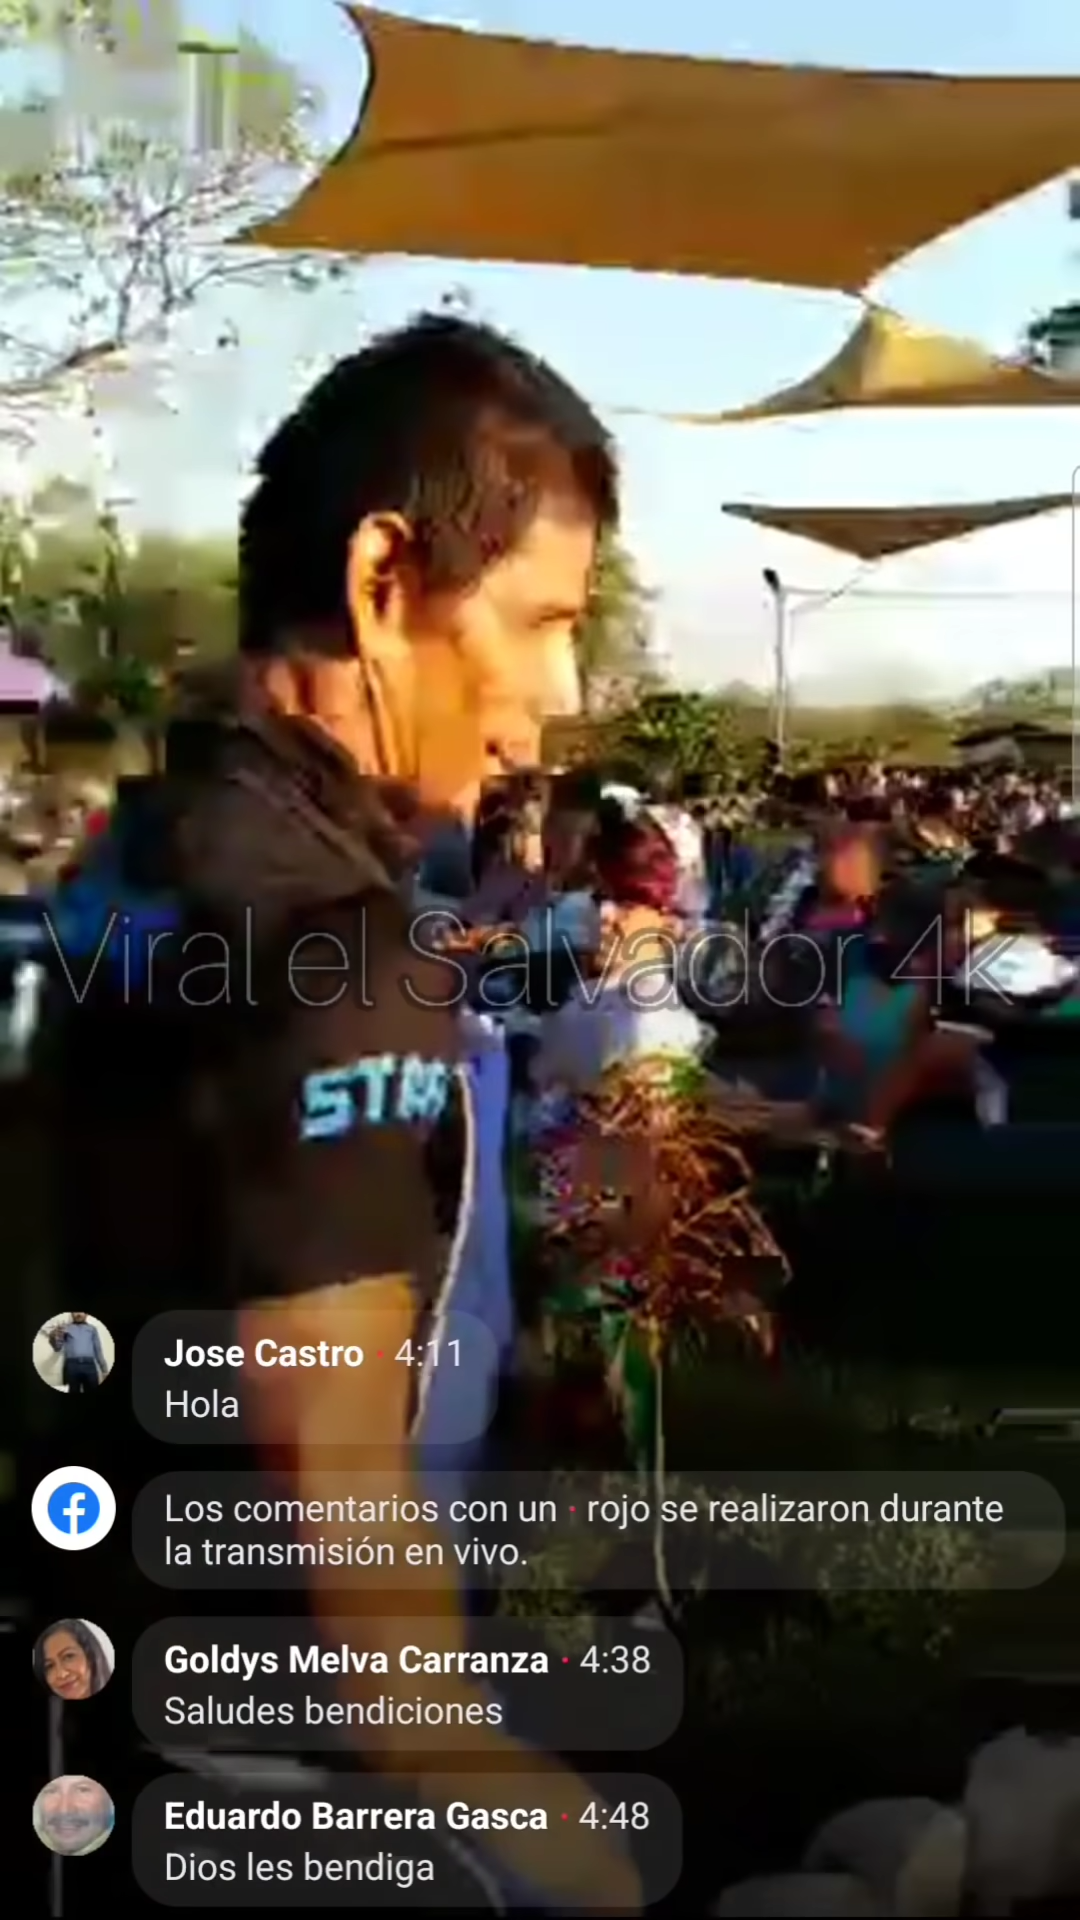 Viral el Salvador 4k
Jose Castro · 4:11
Hola
Los comentarios con un · rojo se realizaron durante
la transmisión en vivo.
Goldys Melva Carranza · 4:38
Saludes bendiciones
Eduardo Barrera Gasca · 4:48
Dios les bendiga